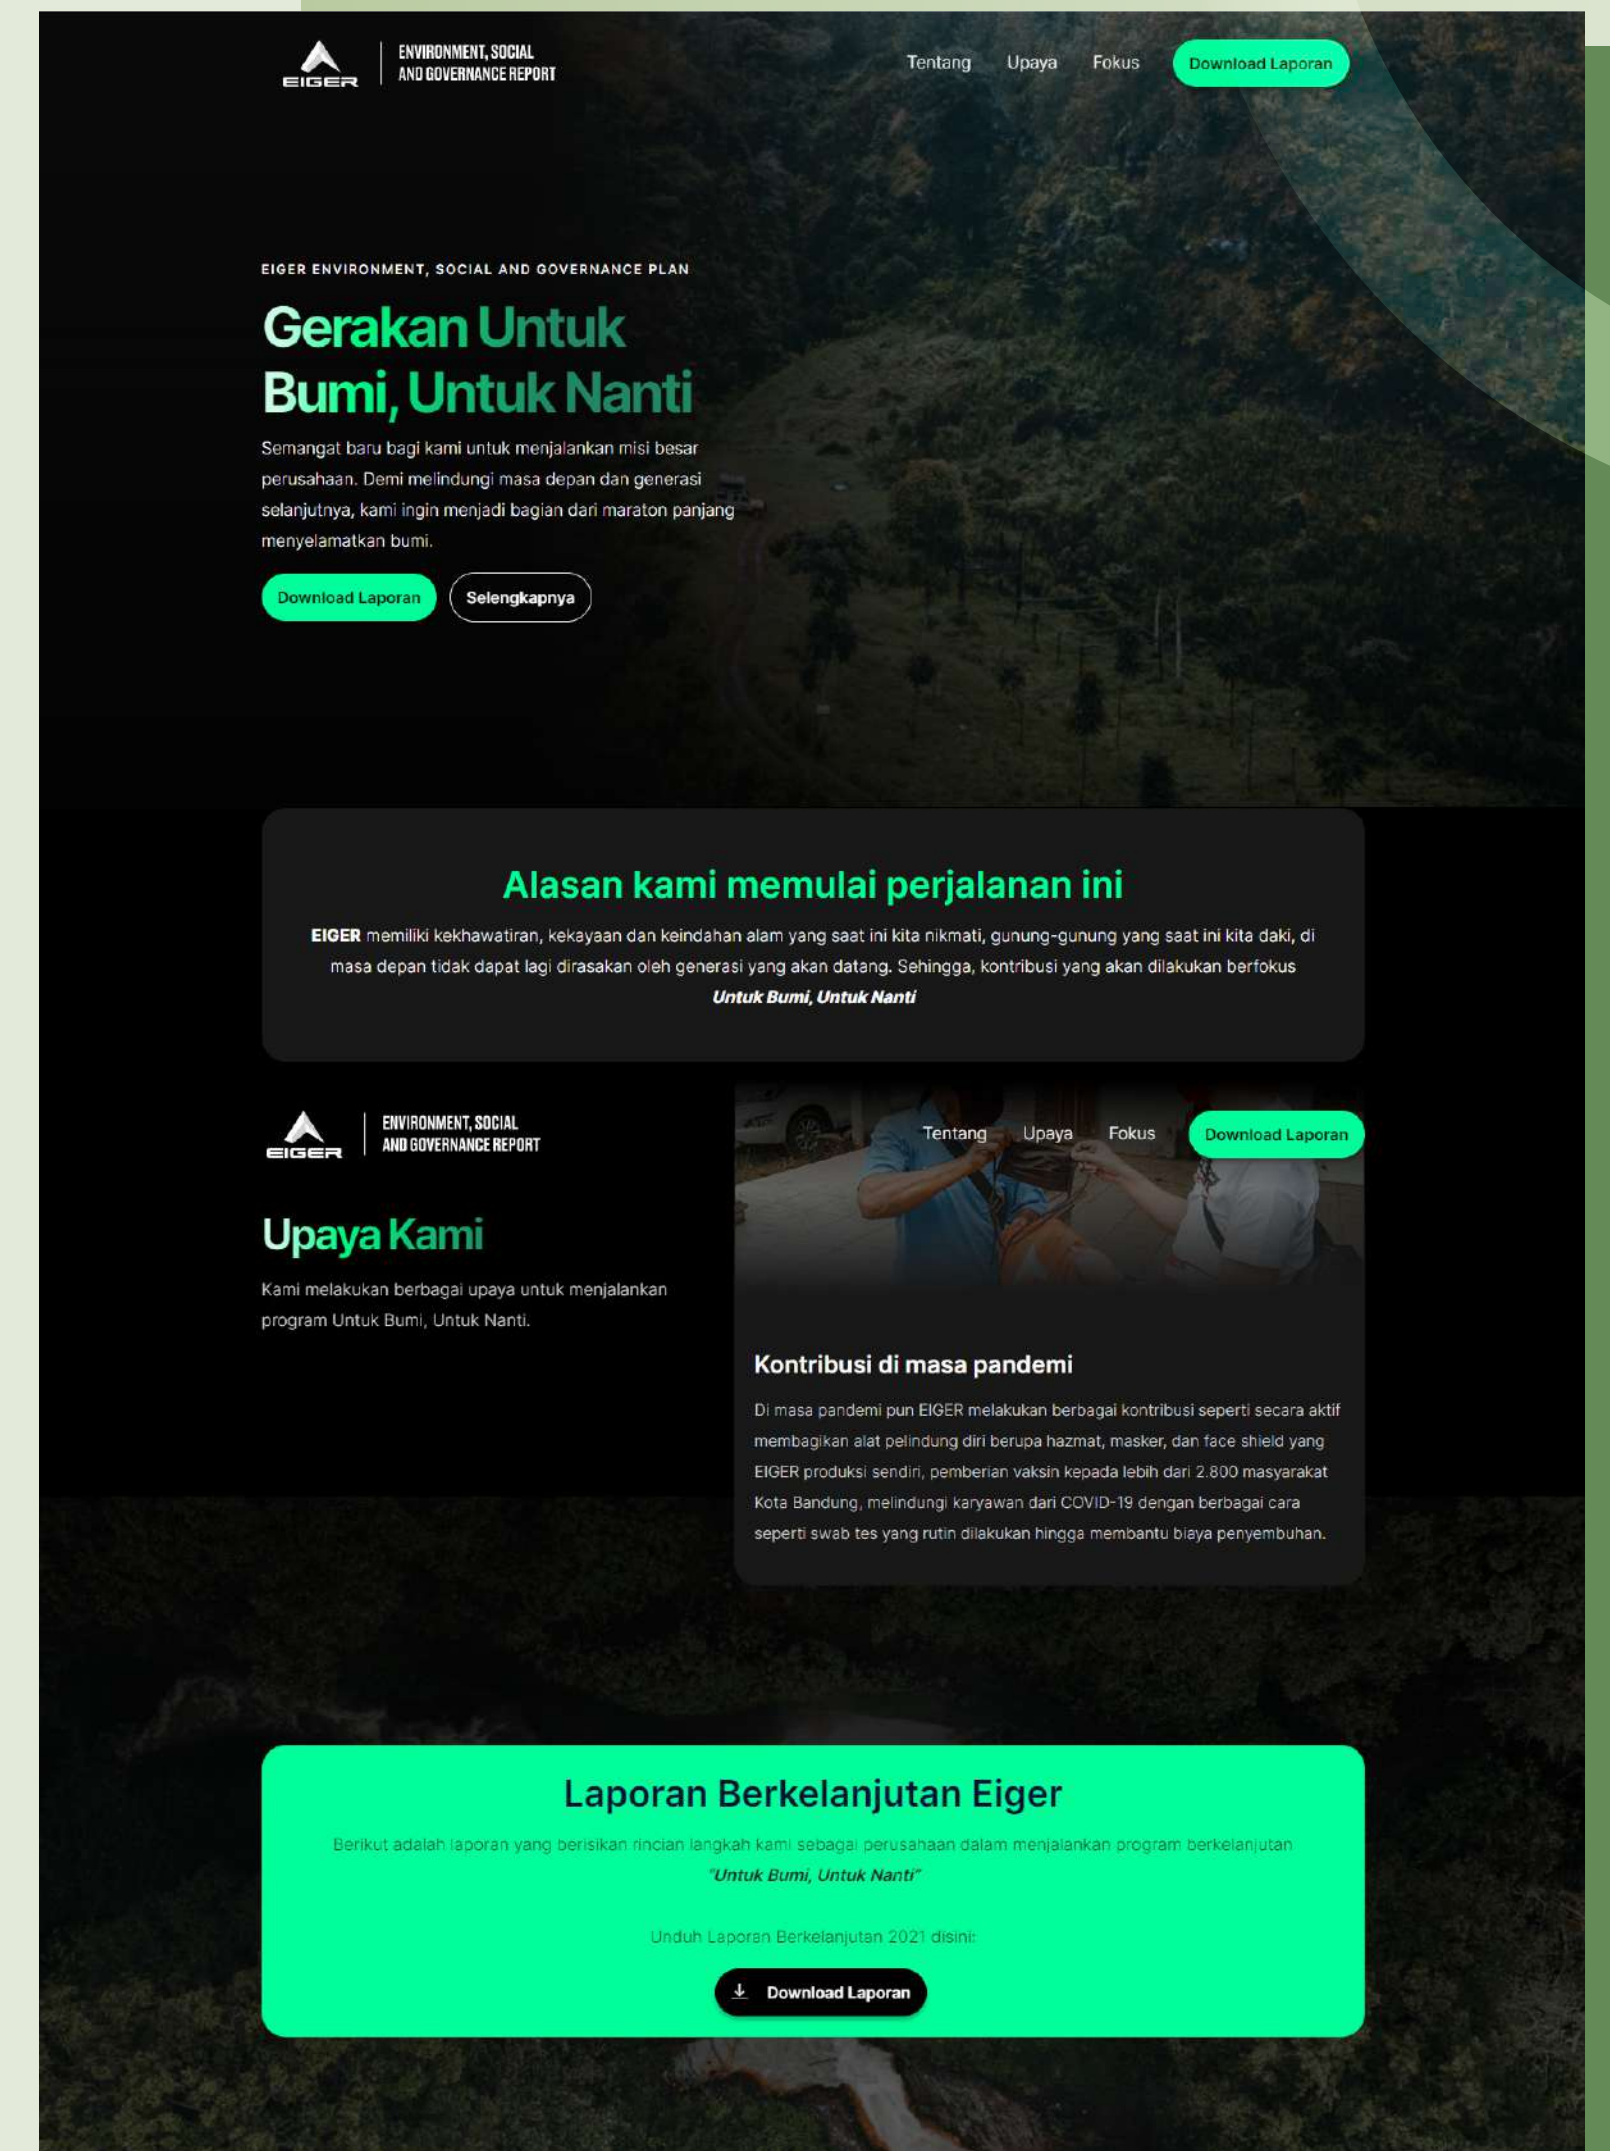 EIGER
ENVIRONMENT, SOCIAL
AND GOVERNANCE REPORT
Tentang
Upaya
Fokus
Download Laporan
EIGER ENVIRONMENT, SOCIAL AND GOVERNANCE PLAN
Gerakan Untuk
Bumi, Untuk Nanti
Semangat baru bagi kami untuk menjalankan misi besar
perusahaan. Demi melindungi masa depan dan generasi
selanjutnya, kami ingin menjadi bagian dari maraton panjang
menyelamatkan bumi.
Download Laporan
Selengkapnya
Alasan kami memulai perjalanan ini
EIGER memiliki kekhawatiran, kekayaan dan keindahan alam yang saat ini kita nikmati, gunung-gunung yang saat ini kita daki, di
masa depan tidak dapat lagi dirasakan oleh generasi yang akan datang. Sehingga, kontribusi yang akan dilakukan berfokus
Untuk Bumi, Untuk Nanti
EIGER
ENVIRONMENT, SOCIAL
AND GOVERNANCE REPORT
Tentang
Upaya
Fokus
Download Laporan
Upaya Kami
Kami melakukan berbagai upaya untuk menjalankan
program Untuk Bumi, Untuk Nanti.
Kontribusi di masa pandemi
Di masa pandemi pun EIGER melakukan berbagai kontribusi seperti secara aktif
membagikan alat pelindung diri berupa hazmat, masker, dan face shield yang
EIGER produksi sendiri, pemberian vaksin kepada lebih dari 2.800 masyarakat
Kota Bandung, melindungi karyawan dari COVID-19 dengan berbagai cara
seperti swab tes yang rutin dilakukan hingga membantu biaya penyembuhan.
Laporan Berkelanjutan Eiger
Berikut adalah laporan yang berisikan rincian langkah kami sebagai perusahaan dalam menjalankan program berkelanjutan
"Untuk Bumi, Untuk Nanti"
Unduh Laporan Berkelanjutan 2021 disini:
Download Laporan